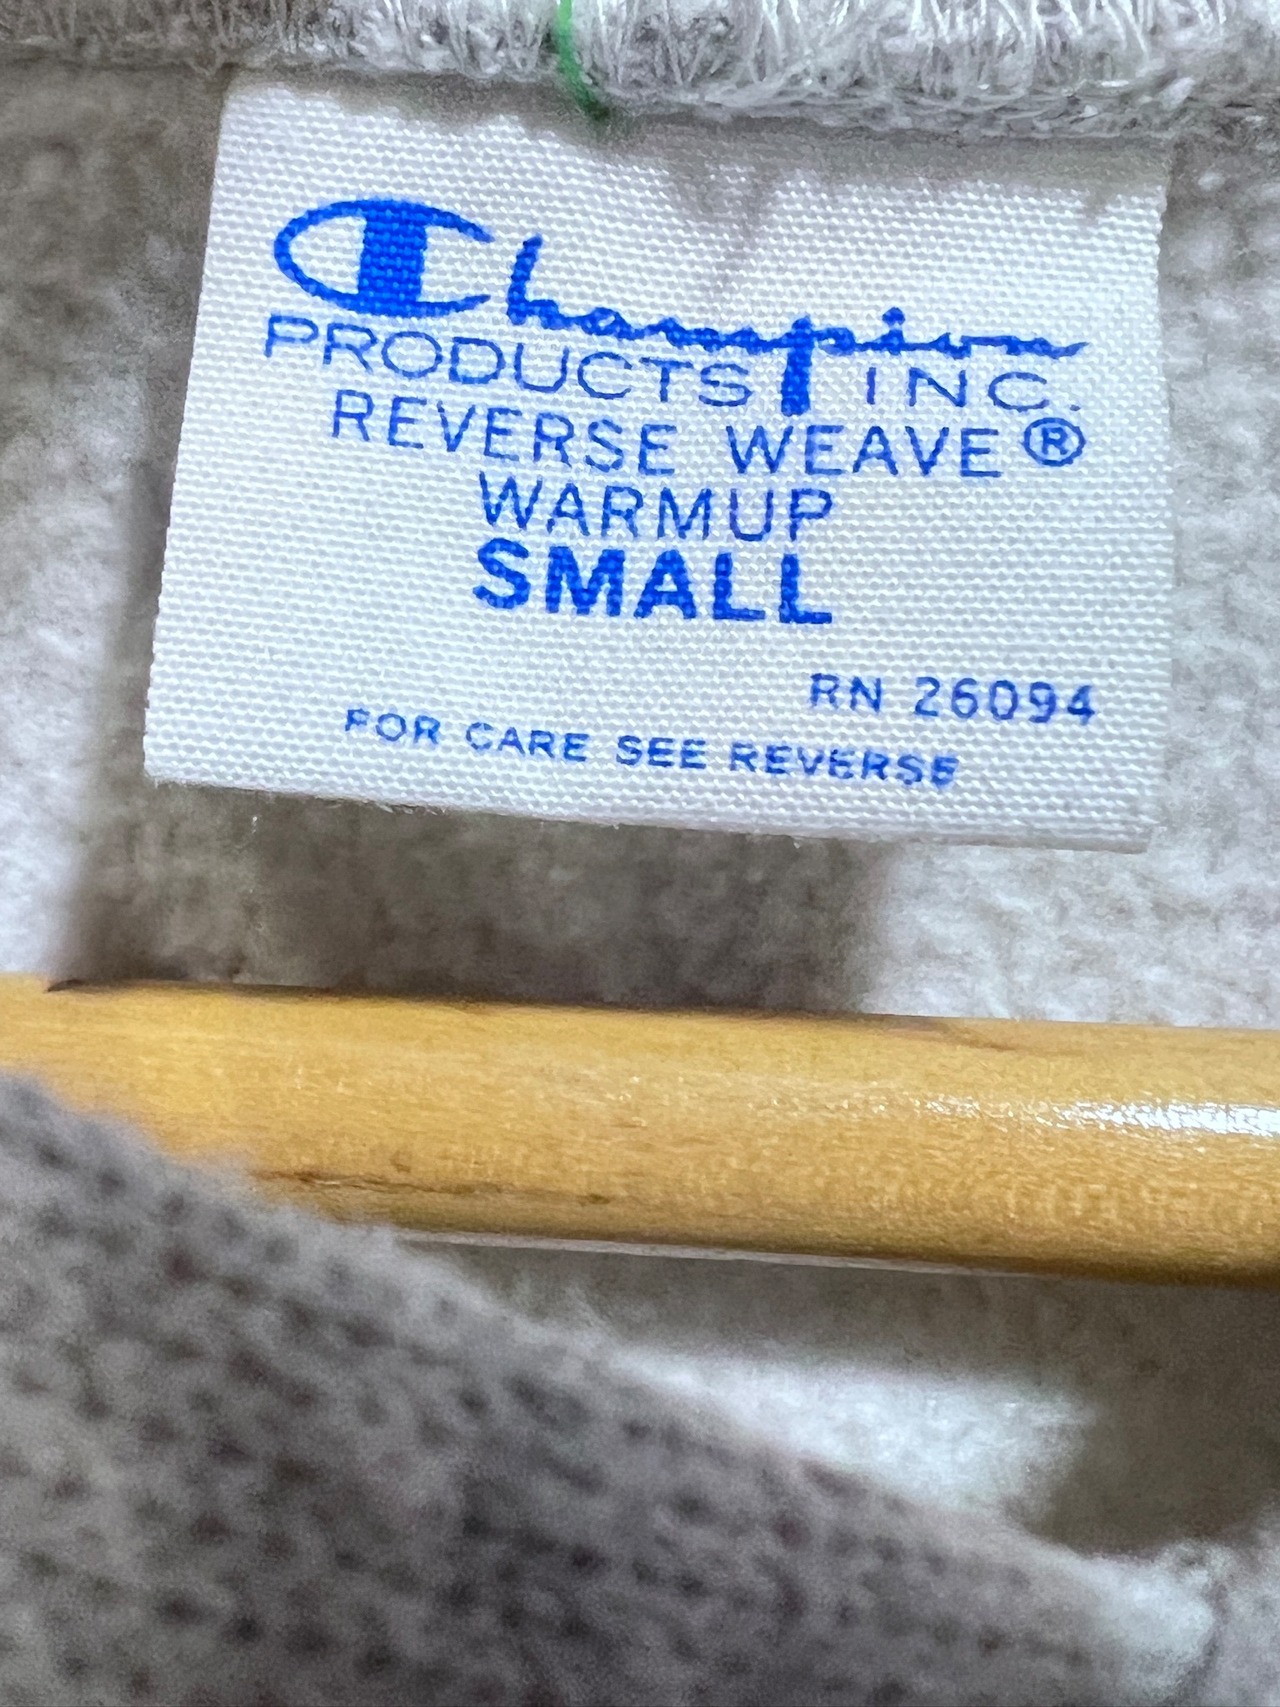 Champion
PRODUCTS INC.
REVERSE WEAVE®
WARMUP
SMALL
RN 26094
FOR CARE SEE REVERSE